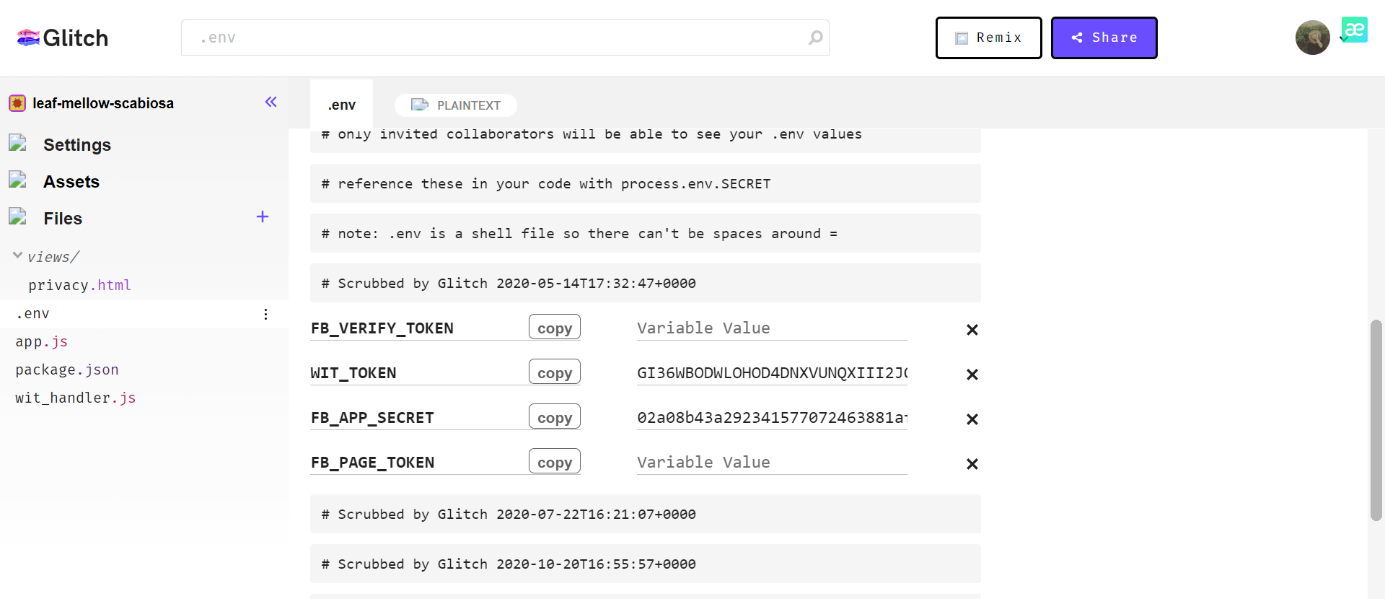 Glitch
.env
Remix
Share
æ
leaf-mellow-scabiosa
«
.env
PLAINTEXT
Settings
Assets
Files
+
views/
privacy.html
.env
app.js
package.json
wit_handler.js
# only invited collaborators will be able to see your .env values
# reference these in your code with process.env.SECRET
# note: .env is a shell file so there can't be spaces around =
# Scrubbed by Glitch 2020-05-14T17:32:47+0000
FB_VERIFY_TOKEN copy Variable Value ×
WIT_TOKEN copy GI36WBODWLOHOD4DNXVUNQXIII2J ×
FB_APP_SECRET copy 02a08b43a292341577072463881a ×
FB_PAGE_TOKEN copy Variable Value ×
# Scrubbed by Glitch 2020-07-22T16:21:07+0000
# Scrubbed by Glitch 2020-10-20T16:55:57+0000